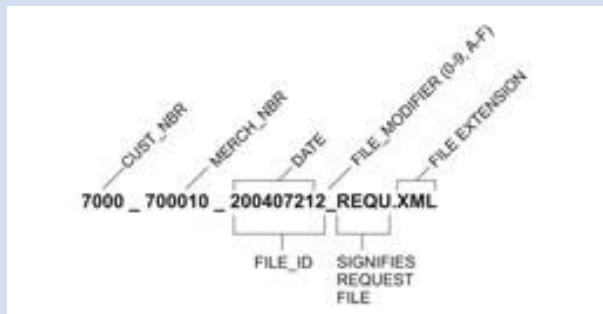 CUST_NBR
MERCH_NBR
DATE
FILE_MODIFIER (0-9, A-F)
FILE EXTENSION
7000 _ 700010 _ 200407212_REQU.XML
FILE_ID
SIGNIFIES
REQUEST
FILE